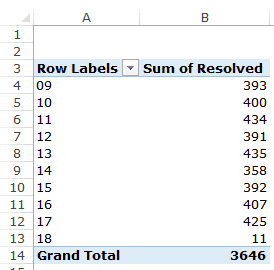 A B
1
2
3 Row Labels Sum of Resolved
4 09 393
5 10 400
6 11 434
7 12 391
8 13 435
9 14 358
10 15 392
11 16 407
12 17 425
13 18 11
14 Grand Total 3646